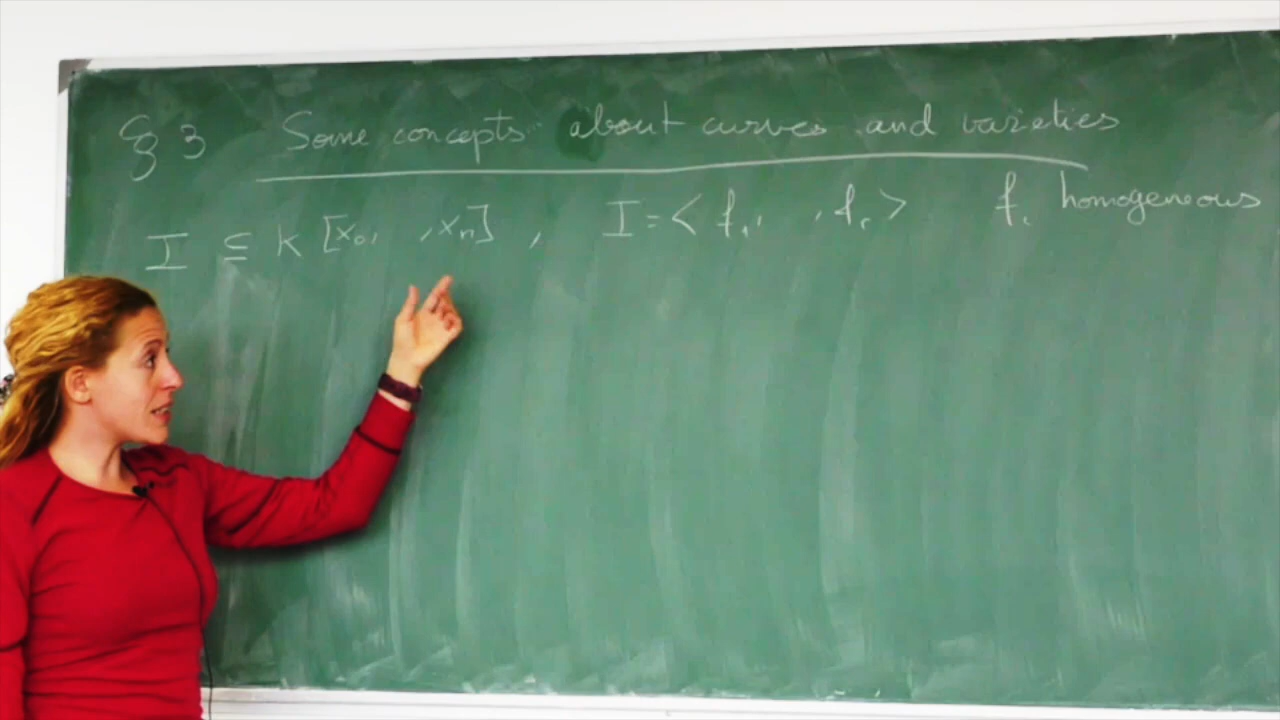 § 3 Some concepts about curves and varieties
I ⊆ K [x₀, , xₙ] , I = < f₁, , fᵣ > fᵢ homogeneous